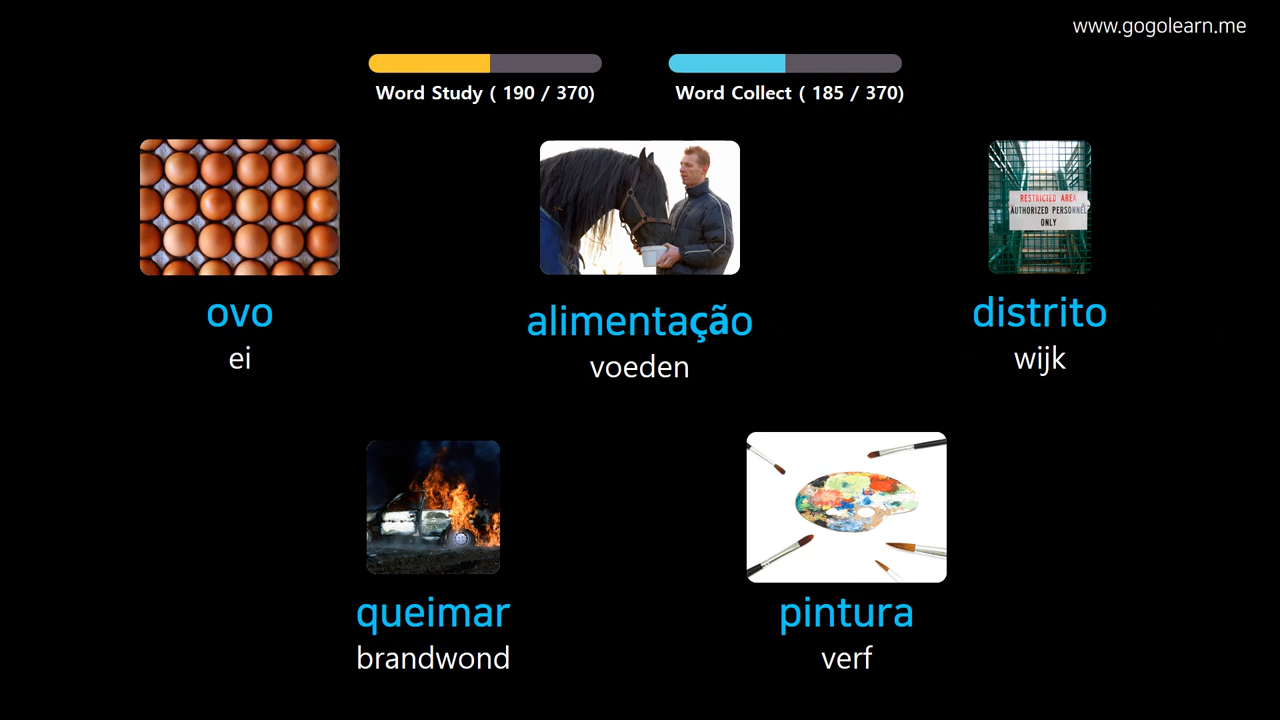 www.gogolearn.me
Word Study ( 190 / 370)
Word Collect ( 185 / 370)
RESTRICTED AREA
AUTHORIZED PERSONNEL
ONLY
ovo
ei
alimentação
voeden
distrito
wijk
queimar
brandwond
pintura
verf